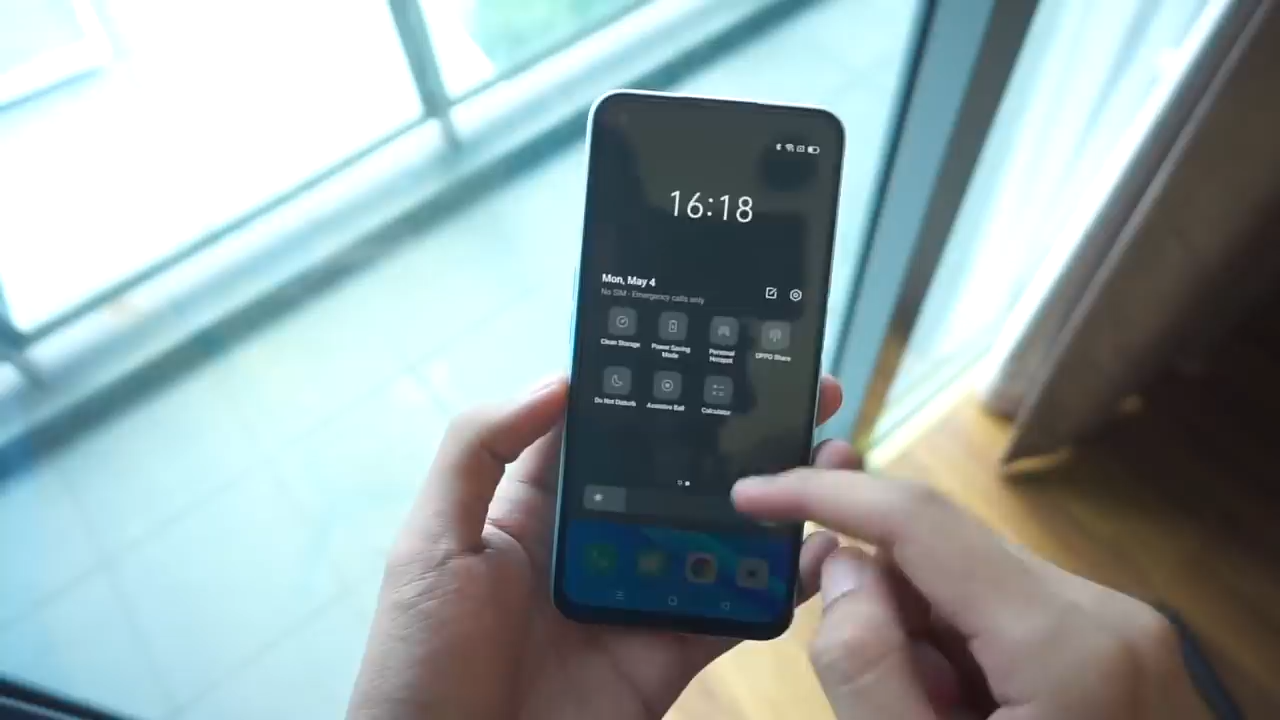 16:18
Mon, May 4
No SIM - Emergency calls only
Clean Storage
Power Saving
Mode
Personal
Hotspot
OPPO Share
Do Not Disturb
Assistive Ball
Calculator